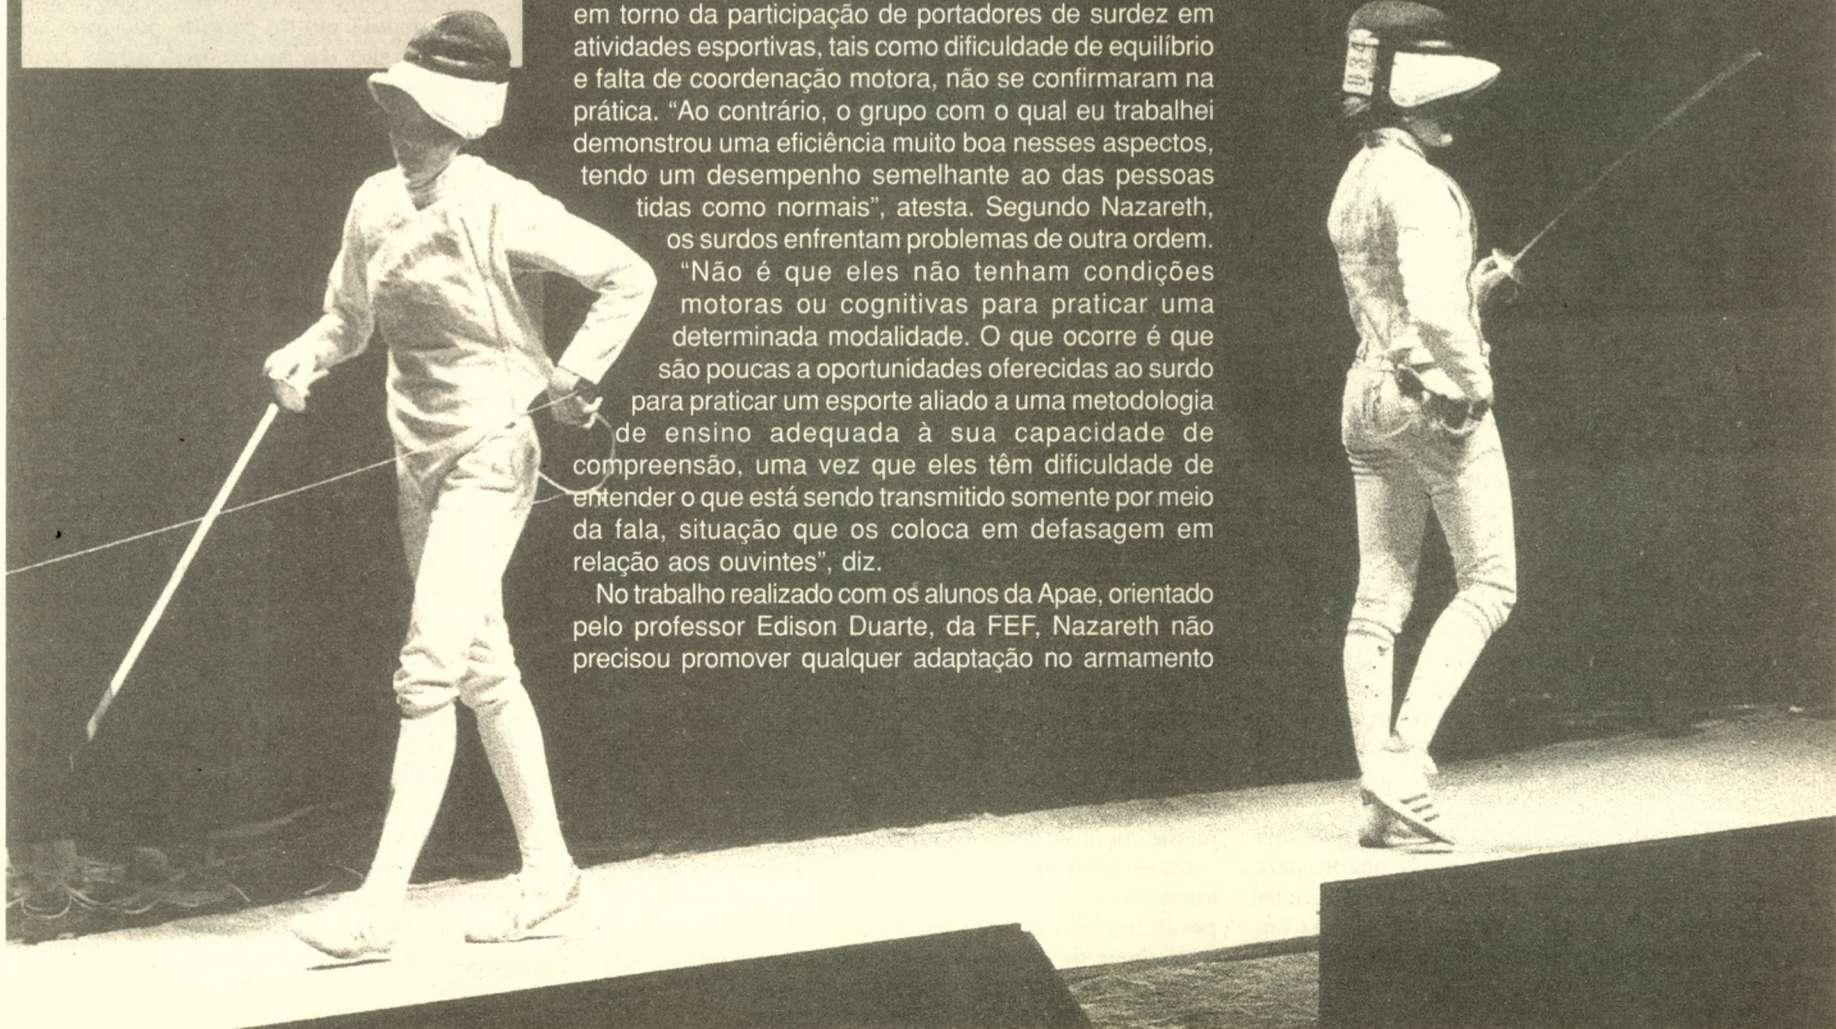 em torno da participação de portadores de surdez em
atividades esportivas, tais como dificuldade de equilíbrio
e falta de coordenação motora, não se confirmaram na
prática. “Ao contrário, o grupo com o qual eu trabalhei
demonstrou uma eficiência muito boa nesses aspectos,
tendo um desempenho semelhante ao das pessoas
tidas como normais”, atesta. Segundo Nazareth,
os surdos enfrentam problemas de outra ordem.
“Não é que eles não tenham condições
motoras ou cognitivas para praticar uma
determinada modalidade. O que ocorre é que
são poucas a oportunidades oferecidas ao surdo
para praticar um esporte aliado a uma metodologia
de ensino adequada à sua capacidade de
compreensão, uma vez que eles têm dificuldade de
entender o que está sendo transmitido somente por meio
da fala, situação que os coloca em defasagem em
relação aos ouvintes”, diz.
No trabalho realizado com os alunos da Apae, orientado
pelo professor Edison Duarte, da FEF, Nazareth não
precisou promover qualquer adaptação no armamento